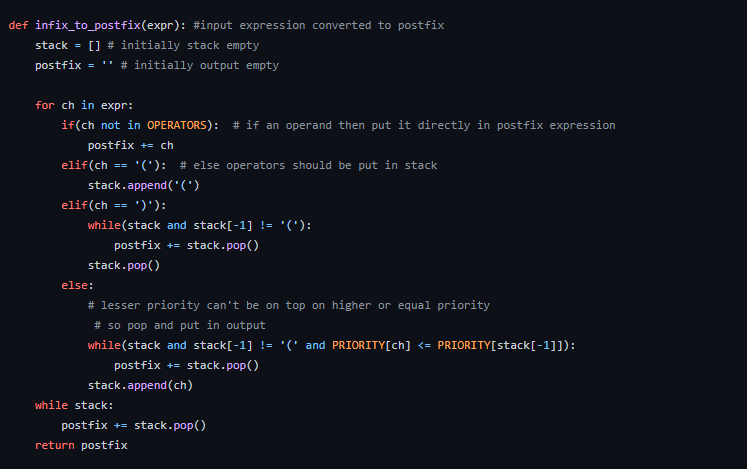 def infix_to_postfix(expr): #input expression converted to postfix
    stack = [] # initially stack empty
    postfix = '' # initially output empty

    for ch in expr:
        if(ch not in OPERATORS):  # if an operand then put it directly in postfix expression
            postfix += ch
        elif(ch == '('):  # else operators should be put in stack
            stack.append('(')
        elif(ch == ')'):
            while(stack and stack[-1] != '('):
                postfix += stack.pop()
            stack.pop()
        else:
            # lesser priority can't be on top on higher or equal priority
             # so pop and put in output
            while(stack and stack[-1] != '(' and PRIORITY[ch] <= PRIORITY[stack[-1]]):
                postfix += stack.pop()
            stack.append(ch)
    while stack:
        postfix += stack.pop()
    return postfix